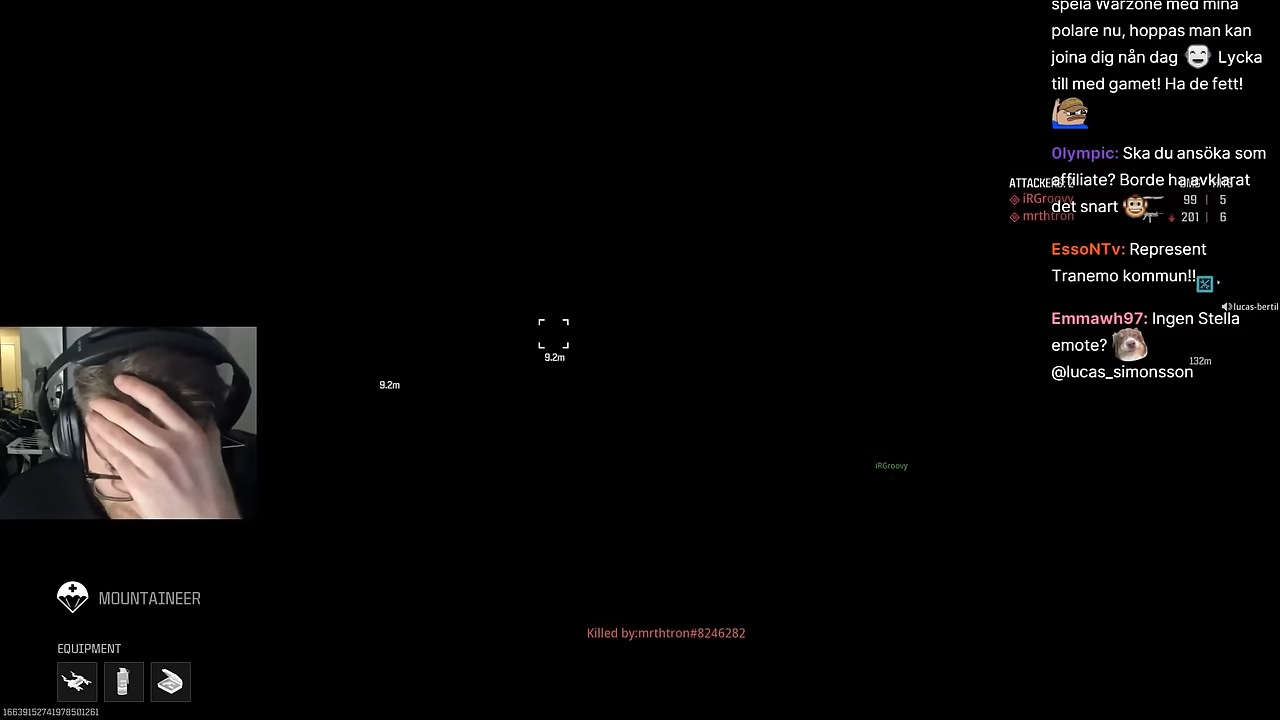 spela Warzone med mina
polare nu, hoppas man kan
joina dig nån dag Lycka
till med gamet! Ha de fett!
Olympic: Ska du ansöka som
affiliate? Borde ha avklarat
det snart
ATTACKERS: 2
iRGroovy 99 | 5
mrthtron 201 | 6
EssoNTv: Represent
Tranemo kommun!!
lucas-bertil
Emmawh97: Ingen Stella
emote?
@lucas_simonsson
132m
9.2m
9.2m
iRGroovy
MOUNTAINEER
Killed by:mrthtron#8246282
EQUIPMENT
16639152741978501261